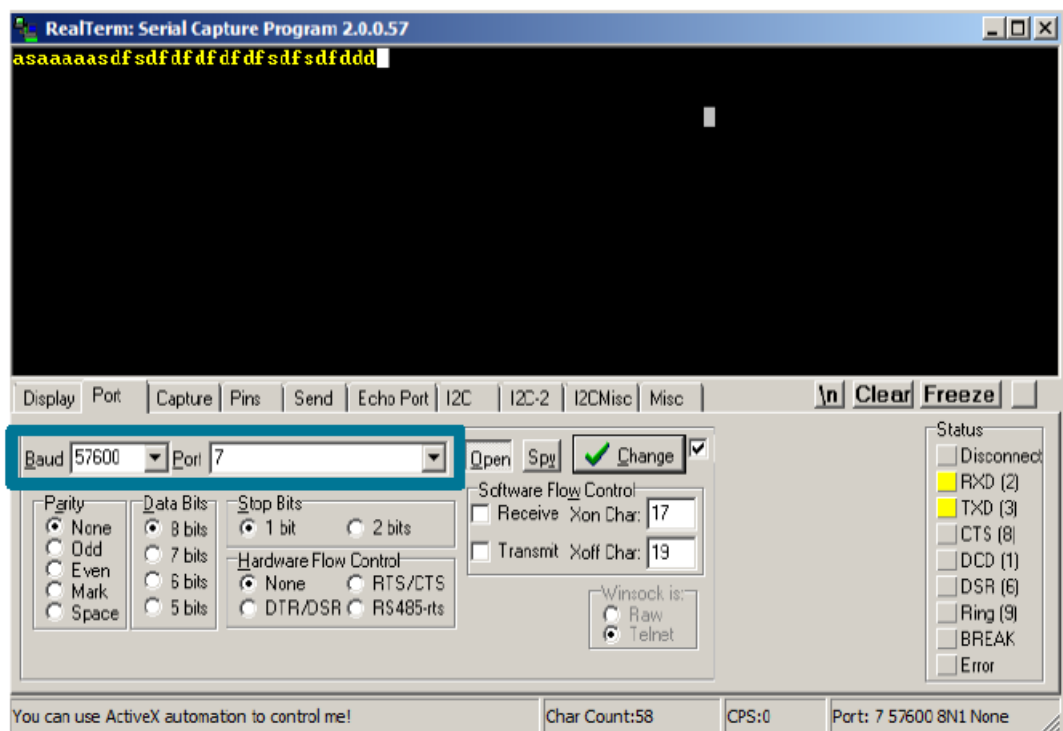 RealTerm: Serial Capture Program 2.0.0.57
asaaaaasdfsdfdfdfdfdfsdfsdfddd
Display Port Capture Pins Send Echo Port I2C I2C-2 I2CMisc Misc \n Clear Freeze
Baud 57600 Port 7 Open Spy Change
Parity
None
Odd
Even
Mark
Space
Data Bits
8 bits
7 bits
6 bits
5 bits
Stop Bits
1 bit 2 bits
Hardware Flow Control
None RTS/CTS
DTR/DSR RS485-rts
Software Flow Control
Receive Xon Char: 17
Transmit Xoff Char: 19
Winsock is:
Raw
Telnet
Status
Disconnect
RXD (2)
TXD (3)
CTS (8)
DCD (1)
DSR (6)
Ring (9)
BREAK
Error
You can use ActiveX automation to control me! Char Count:58 CPS:0 Port: 7 57600 8N1 None